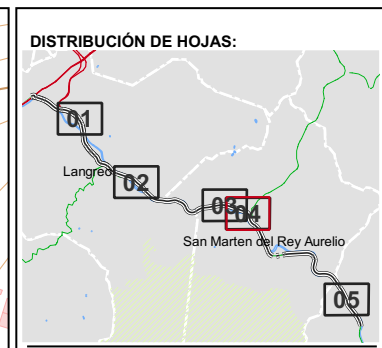 DISTRIBUCIÓN DE HOJAS:
01
Langreo
02
03
04
San Marten del Rey Aurelio
05